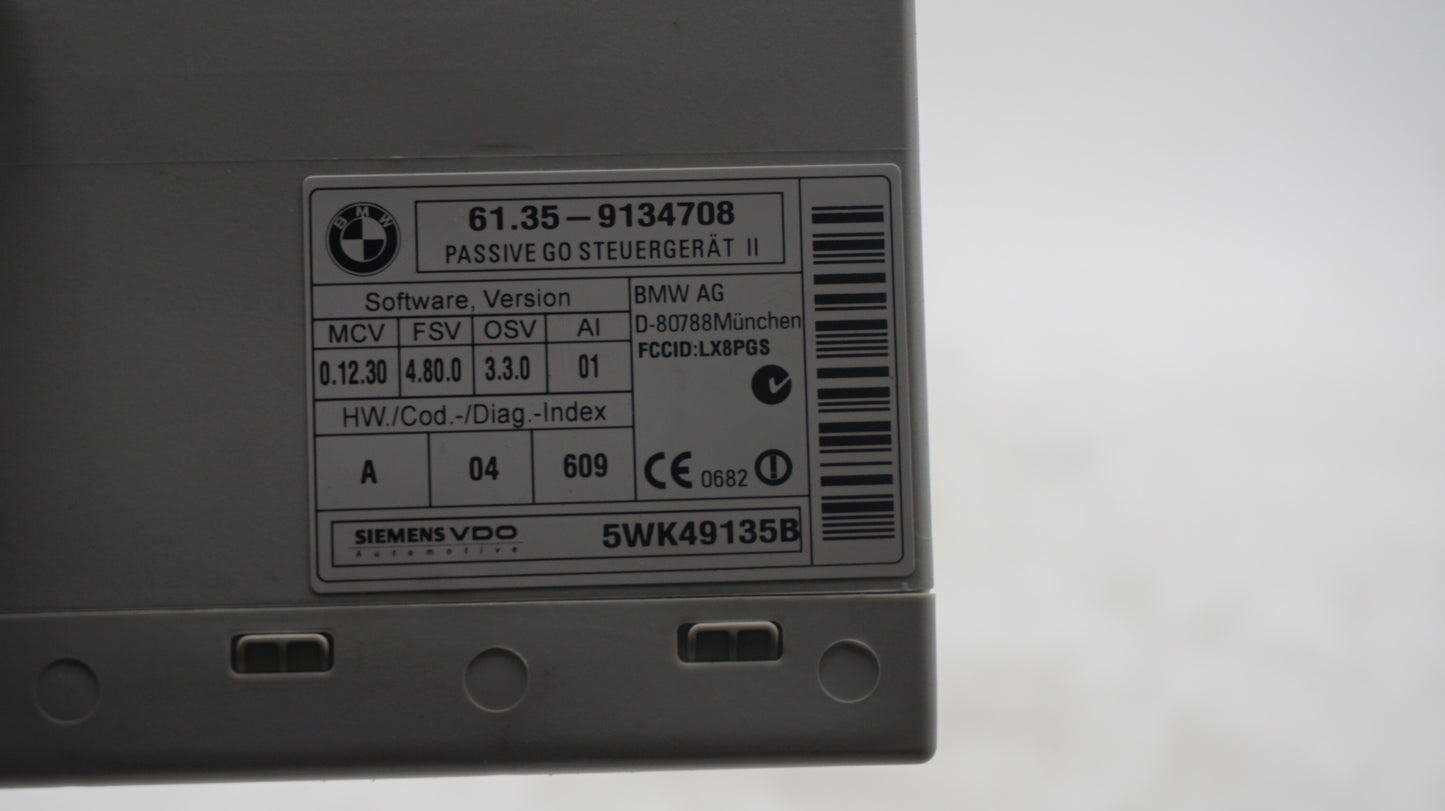 BMW
61.35–9134708
PASSIVE GO STEUERGERÄT II
Software, Version
MCV FSV OSV AI
0.12.30 4.80.0 3.3.0 01
HW./Cod.-/Diag.-Index
A 04 609
BMW AG
D-80788München
FCCID:LX8PGS
CE 0682
SIEMENS VDO
Automotive
5WK49135B